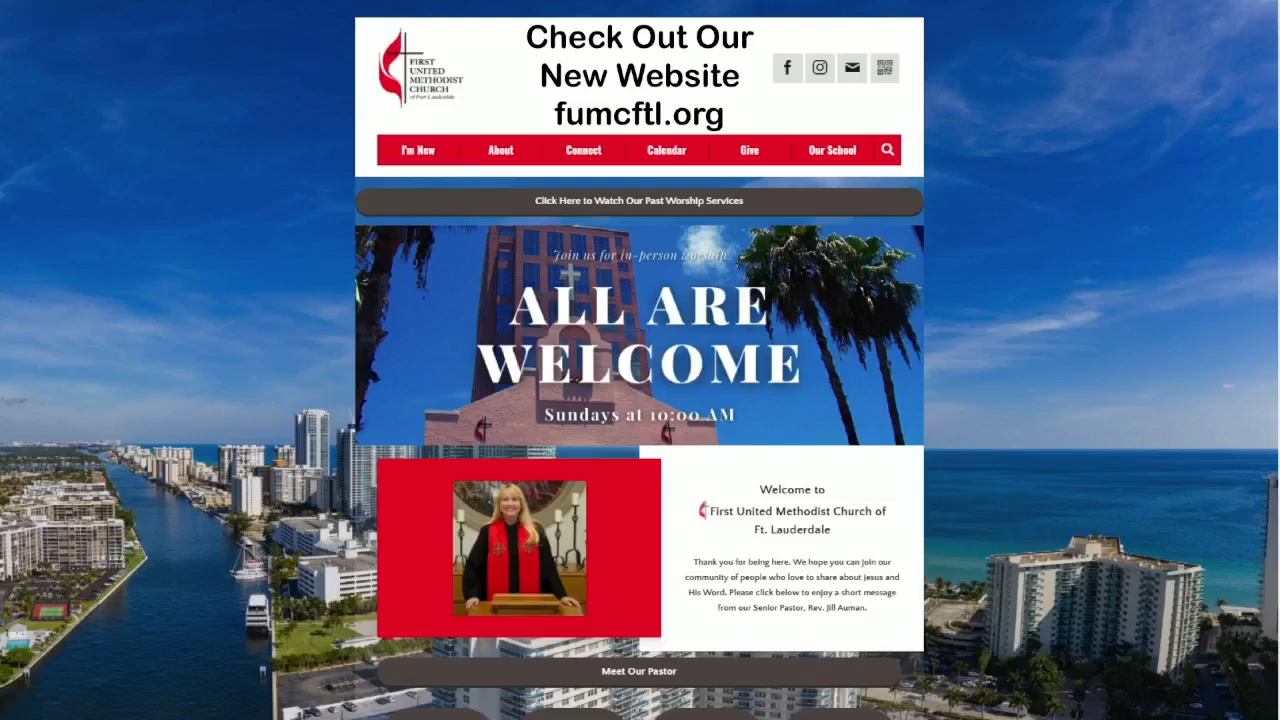 Check Out Our
New Website
fumcftl.org
FIRST
UNITED
METHODIST
CHURCH
of Fort Lauderdale
I'm New About Connect Calendar Give Our School
Click Here to Watch Our Past Worship Services
Join us for in-person worship
ALL ARE
WELCOME
Sundays at 10:00 AM
Welcome to
First United Methodist Church of
Ft. Lauderdale
Thank you for being here. We hope you can join our
community of people who love to share about Jesus and
His Word. Please click below to enjoy a short message
from our Senior Pastor, Rev. Jill Auman.
Meet Our Pastor